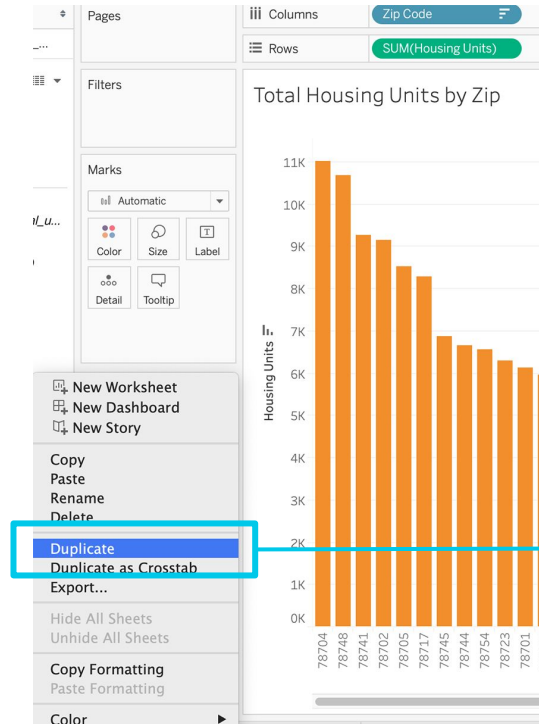 Pages
Columns
Zip Code
Rows
SUM(Housing Units)
Filters
Total Housing Units by Zip
Marks
Automatic
Color
Size
Label
Detail
Tooltip
Housing Units
11K
10K
9K
8K
7K
6K
5K
4K
3K
2K
1K
0K
78704
78748
78741
78702
78705
78717
78745
78744
78754
78723
78701
New Worksheet
New Dashboard
New Story
Copy
Paste
Rename
Delete
Duplicate
Duplicate as Crosstab
Export...
Hide All Sheets
Unhide All Sheets
Copy Formatting
Paste Formatting
Color